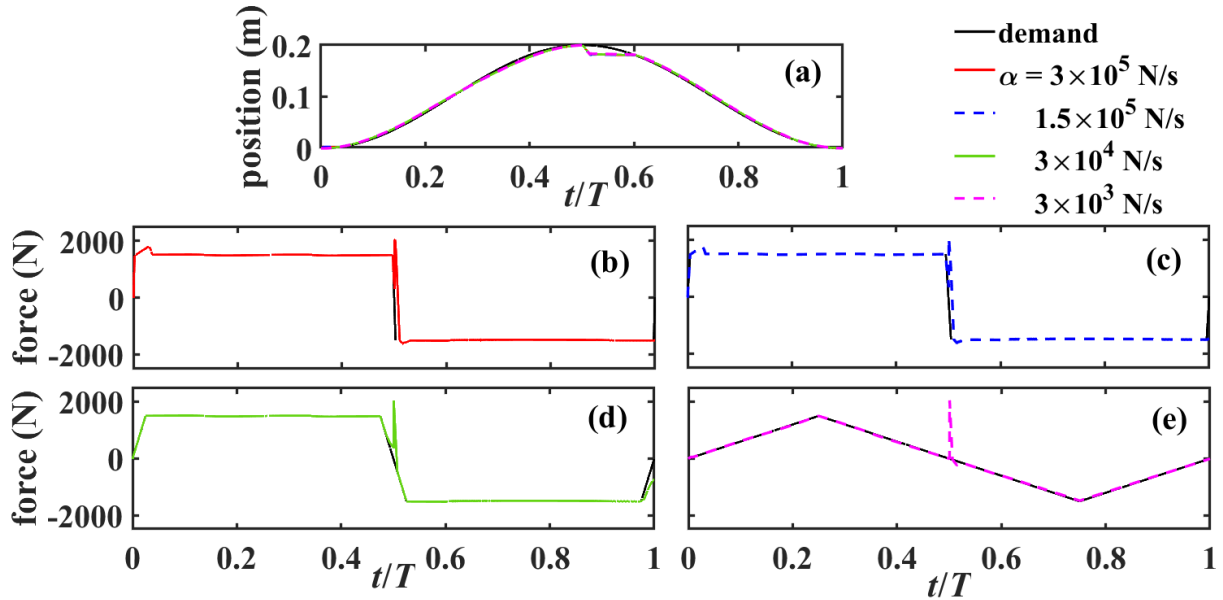 position (m)
0.2
0.1
0
(a)
0 0.2 0.4 0.6 0.8 1
t/T
demand
α = 3×10⁵ N/s
1.5×10⁵ N/s
3×10⁴ N/s
3×10³ N/s
force (N)
2000
0
-2000
(b)
(c)
force (N)
2000
0
-2000
(d)
(e)
0 0.2 0.4 0.6 0.8 1
t/T
0 0.2 0.4 0.6 0.8 1
t/T